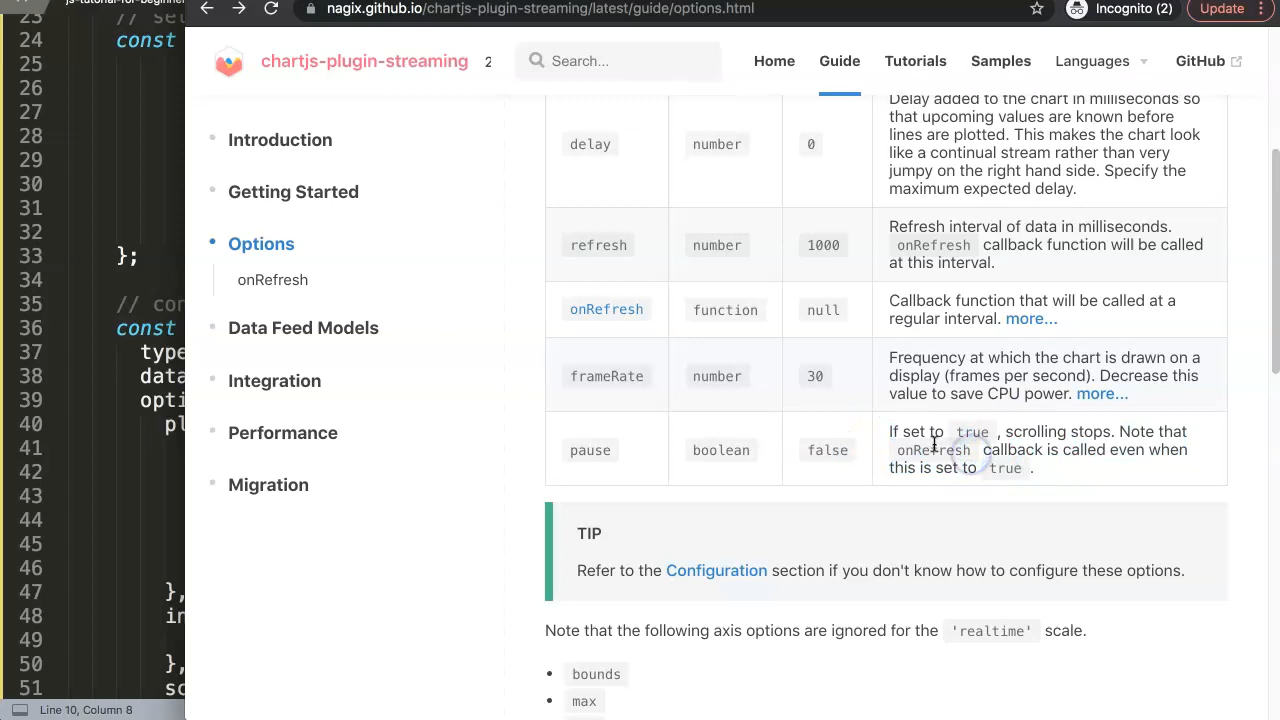 js-tutorial-for-beginner
nagix.github.io/chartjs-plugin-streaming/latest/guide/options.html
Incognito (2)
Update
chartjs-plugin-streaming
2
Search...
Home
Guide
Tutorials
Samples
Languages
GitHub
23
24
25
26
27
28
29
30
31
32
33
34
35
36
37
38
39
40
41
42
43
44
45
46
47
48
49
50
51
// se
const
};
// con
const
type
data
opti
pl
},
in
},
sc
Line 10, Column 8
Introduction
Getting Started
Options
onRefresh
Data Feed Models
Integration
Performance
Migration
delay
number
0
Delay added to the chart in milliseconds so
that upcoming values are known before
lines are plotted. This makes the chart look
like a continual stream rather than very
jumpy on the right hand side. Specify the
maximum expected delay.
refresh
number
1000
Refresh interval of data in milliseconds.
onRefresh callback function will be called
at this interval.
onRefresh
function
null
Callback function that will be called at a
regular interval. more...
frameRate
number
30
Frequency at which the chart is drawn on a
display (frames per second). Decrease this
value to save CPU power. more...
pause
boolean
false
If set to true , scrolling stops. Note that
onRefresh callback is called even when
this is set to true .
TIP
Refer to the Configuration section if you don't know how to configure these options.
Note that the following axis options are ignored for the 'realtime' scale.
• bounds
• max